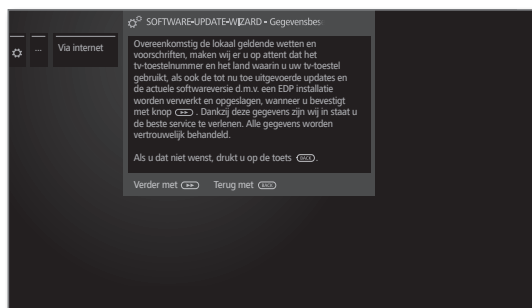 SOFTWARE-UPDATE-WIZARD • Gegevensbes
... Via internet
Overeenkomstig de lokaal geldende wetten en
voorschriften, maken wij er u op attent dat het
tv-toestelnummer en het land waarin u uw tv-toestel
gebruikt, als ook de tot nu toe uitgevoerde updates en
de actuele softwareversie d.m.v. een EDP installatie
worden verwerkt en opgeslagen, wanneer u bevestigt
met knop . Dankzij deze gegevens zijn wij in staat u
de beste service te verlenen. Alle gegevens worden
vertrouwelijk behandeld.
Als u dat niet wenst, drukt u op de toets BACK.
Verder met Terug met BACK